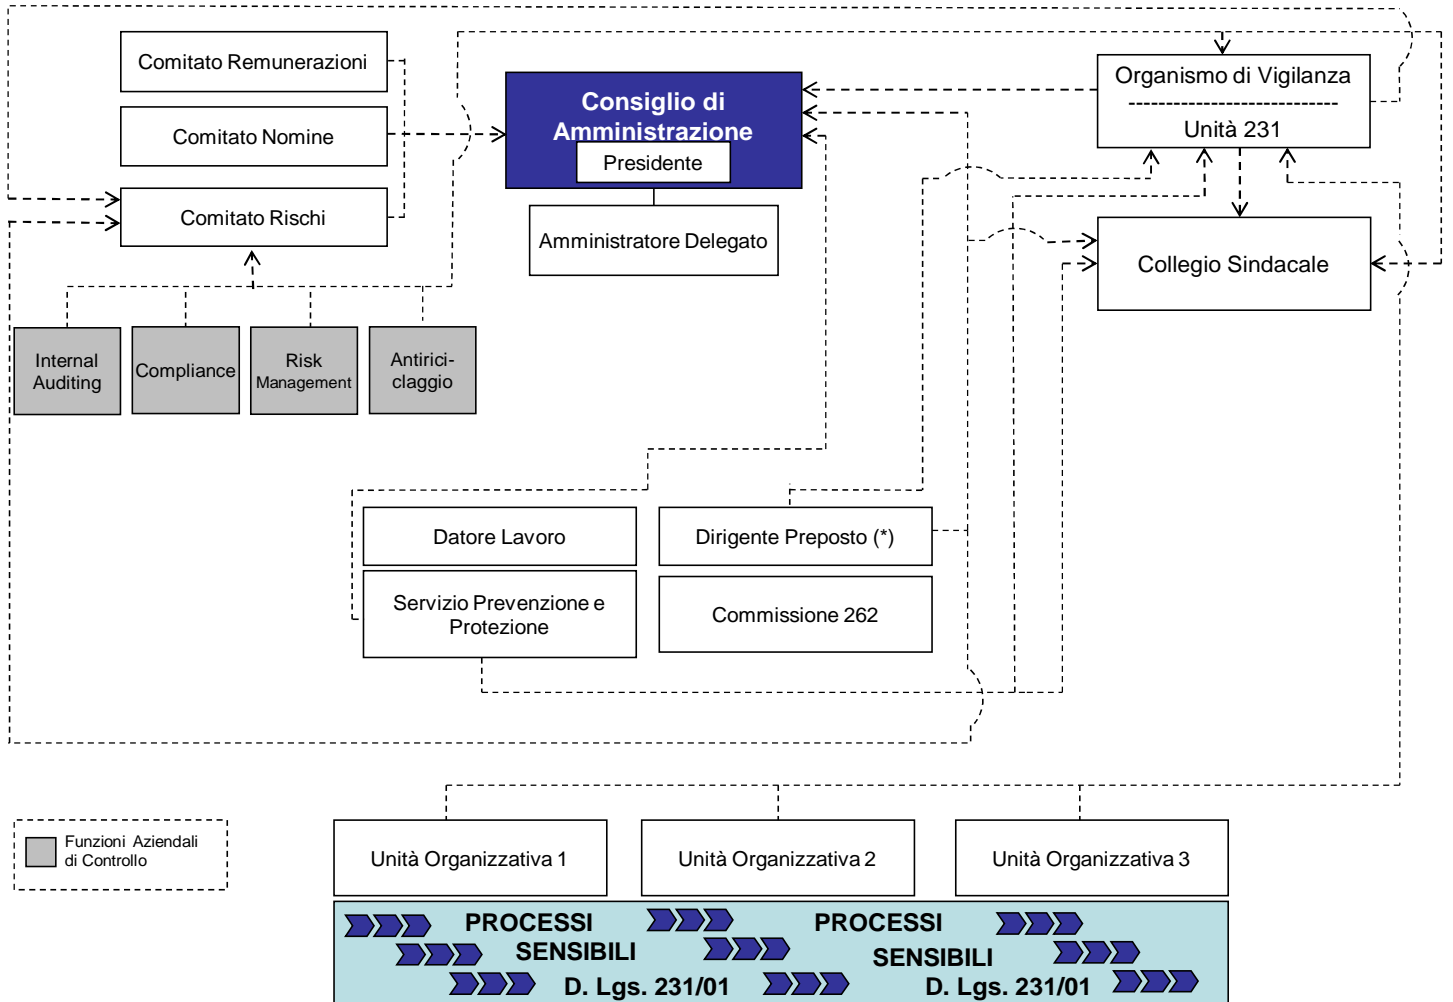 Comitato Remunerazioni
Comitato Nomine
Comitato Rischi
Consiglio di
Amministrazione
Presidente
Amministratore Delegato
Organismo di Vigilanza
Unità 231
Collegio Sindacale
Internal
Auditing
Compliance
Risk
Management
Antirici-
claggio
Datore Lavoro
Dirigente Preposto (*)
Servizio Prevenzione e
Protezione
Commissione 262
Funzioni Aziendali
di Controllo
Unità Organizzativa 1
Unità Organizzativa 2
Unità Organizzativa 3
PROCESSI
SENSIBILI
D. Lgs. 231/01
PROCESSI
SENSIBILI
D. Lgs. 231/01